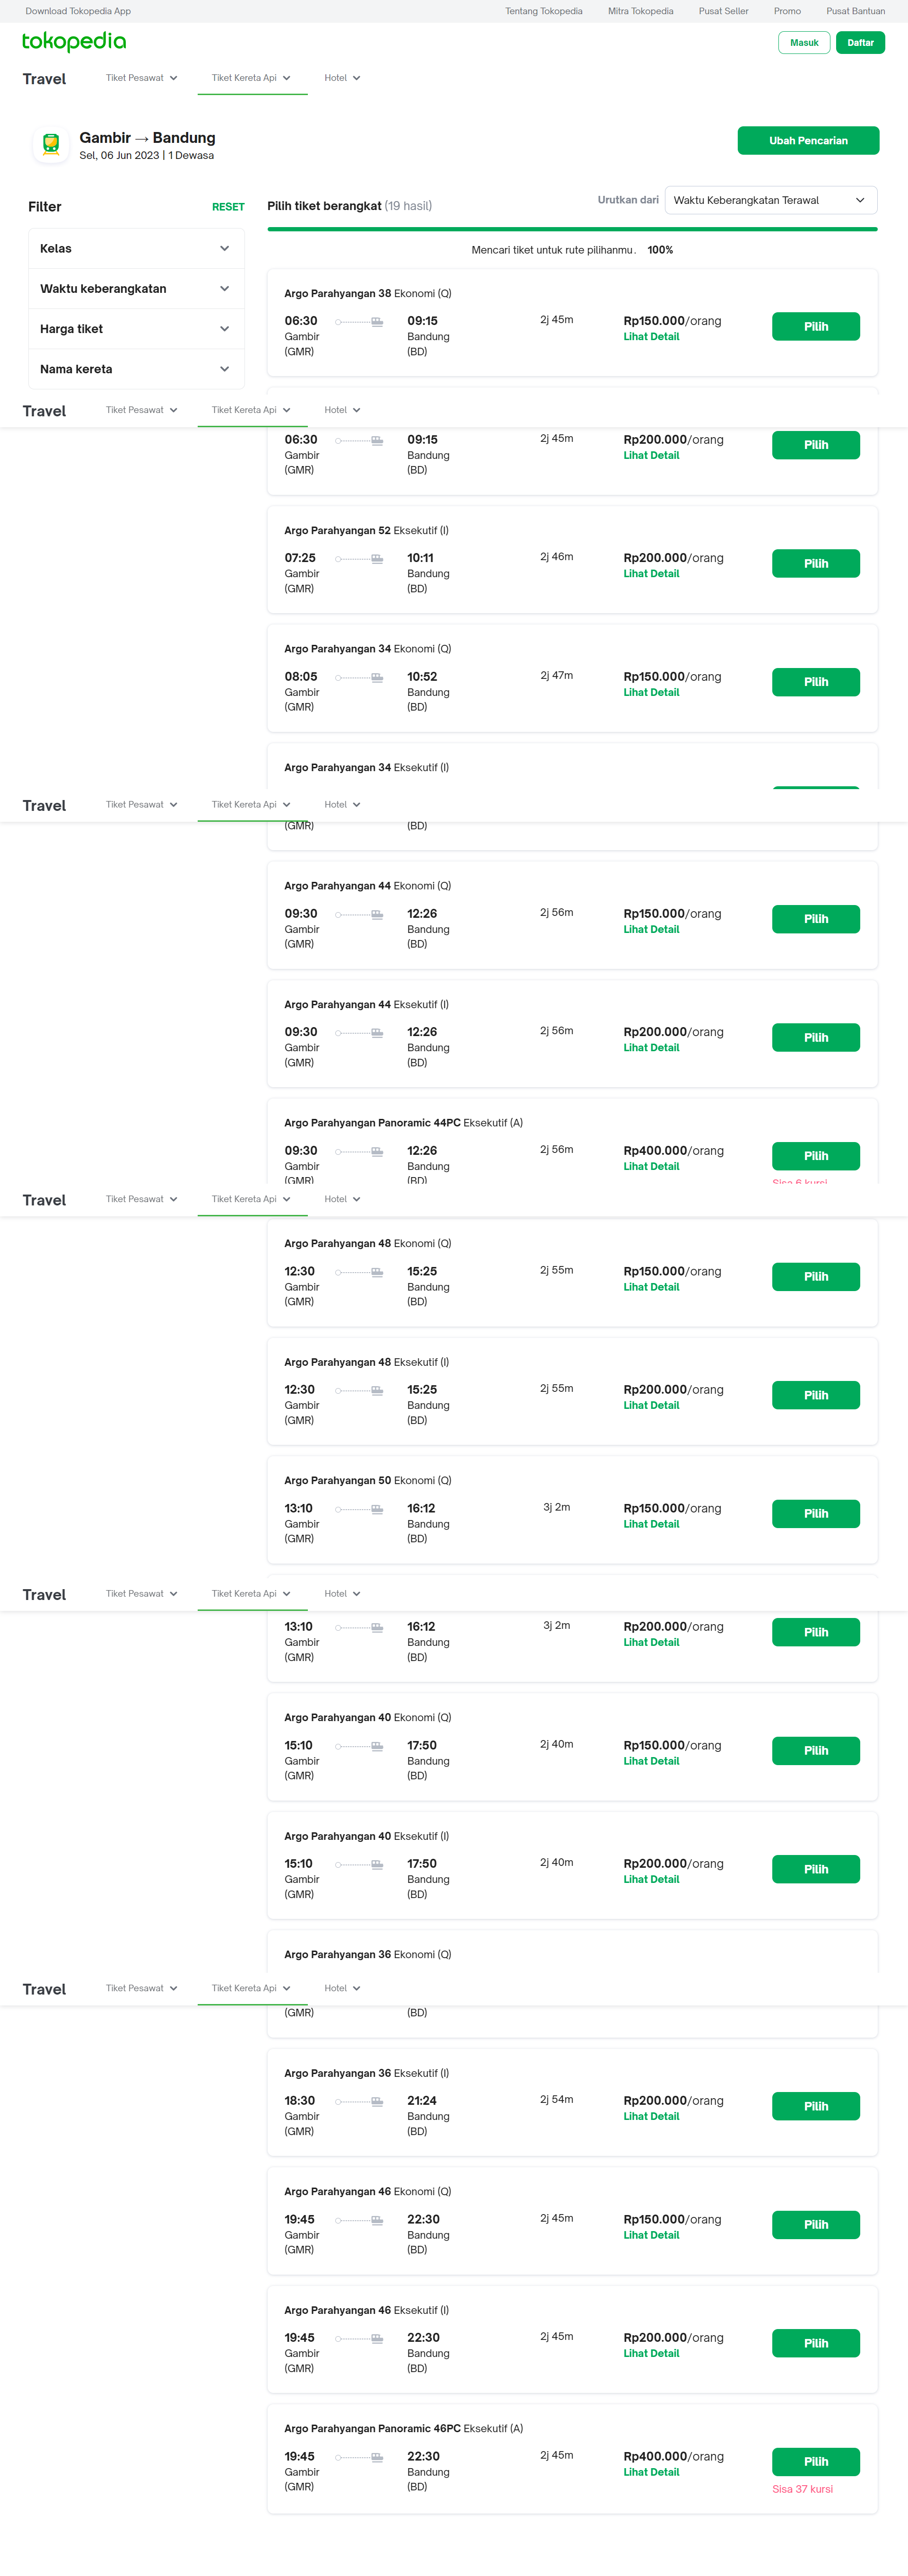 Download Tokopedia App Tentang Tokopedia Mitra Tokopedia Pusat Seller Promo Pusat Bantuan
tokopedia Masuk Daftar
Travel Tiket Pesawat Tiket Kereta Api Hotel
Gambir → Bandung
Sel, 06 Jun 2023 | 1 Dewasa
Ubah Pencarian
Filter RESET
Kelas
Waktu keberangkatan
Harga tiket
Nama kereta
Pilih tiket berangkat (19 hasil) Urutkan dari Waktu Keberangkatan Terawal
Mencari tiket untuk rute pilihanmu. 100%
Argo Parahyangan 38 Ekonomi (Q)
06:30 09:15 2j 45m Rp150.000/orang Pilih
Gambir Bandung Lihat Detail
(GMR) (BD)
Travel Tiket Pesawat Tiket Kereta Api Hotel
06:30 09:15 2j 45m Rp200.000/orang Pilih
Gambir Bandung Lihat Detail
(GMR) (BD)
Argo Parahyangan 52 Eksekutif (I)
07:25 10:11 2j 46m Rp200.000/orang Pilih
Gambir Bandung Lihat Detail
(GMR) (BD)
Argo Parahyangan 34 Ekonomi (Q)
08:05 10:52 2j 47m Rp150.000/orang Pilih
Gambir Bandung Lihat Detail
(GMR) (BD)
Argo Parahyangan 34 Eksekutif (I)
Travel Tiket Pesawat Tiket Kereta Api Hotel
(GMR) (BD)
Argo Parahyangan 44 Ekonomi (Q)
09:30 12:26 2j 56m Rp150.000/orang Pilih
Gambir Bandung Lihat Detail
(GMR) (BD)
Argo Parahyangan 44 Eksekutif (I)
09:30 12:26 2j 56m Rp200.000/orang Pilih
Gambir Bandung Lihat Detail
(GMR) (BD)
Argo Parahyangan Panoramic 44PC Eksekutif (A)
09:30 12:26 2j 56m Rp400.000/orang Pilih
Gambir Bandung Lihat Detail
(GMR) (BD) Sisa 6 kursi
Travel Tiket Pesawat Tiket Kereta Api Hotel
Argo Parahyangan 48 Ekonomi (Q)
12:30 15:25 2j 55m Rp150.000/orang Pilih
Gambir Bandung Lihat Detail
(GMR) (BD)
Argo Parahyangan 48 Eksekutif (I)
12:30 15:25 2j 55m Rp200.000/orang Pilih
Gambir Bandung Lihat Detail
(GMR) (BD)
Argo Parahyangan 50 Ekonomi (Q)
13:10 16:12 3j 2m Rp150.000/orang Pilih
Gambir Bandung Lihat Detail
(GMR) (BD)
Travel Tiket Pesawat Tiket Kereta Api Hotel
13:10 16:12 3j 2m Rp200.000/orang Pilih
Gambir Bandung Lihat Detail
(GMR) (BD)
Argo Parahyangan 40 Ekonomi (Q)
15:10 17:50 2j 40m Rp150.000/orang Pilih
Gambir Bandung Lihat Detail
(GMR) (BD)
Argo Parahyangan 40 Eksekutif (I)
15:10 17:50 2j 40m Rp200.000/orang Pilih
Gambir Bandung Lihat Detail
(GMR) (BD)
Argo Parahyangan 36 Ekonomi (Q)
Travel Tiket Pesawat Tiket Kereta Api Hotel
(GMR) (BD)
Argo Parahyangan 36 Eksekutif (I)
18:30 21:24 2j 54m Rp200.000/orang Pilih
Gambir Bandung Lihat Detail
(GMR) (BD)
Argo Parahyangan 46 Ekonomi (Q)
19:45 22:30 2j 45m Rp150.000/orang Pilih
Gambir Bandung Lihat Detail
(GMR) (BD)
Argo Parahyangan 46 Eksekutif (I)
19:45 22:30 2j 45m Rp200.000/orang Pilih
Gambir Bandung Lihat Detail
(GMR) (BD)
Argo Parahyangan Panoramic 46PC Eksekutif (A)
19:45 22:30 2j 45m Rp400.000/orang Pilih
Gambir Bandung Lihat Detail
(GMR) (BD) Sisa 37 kursi